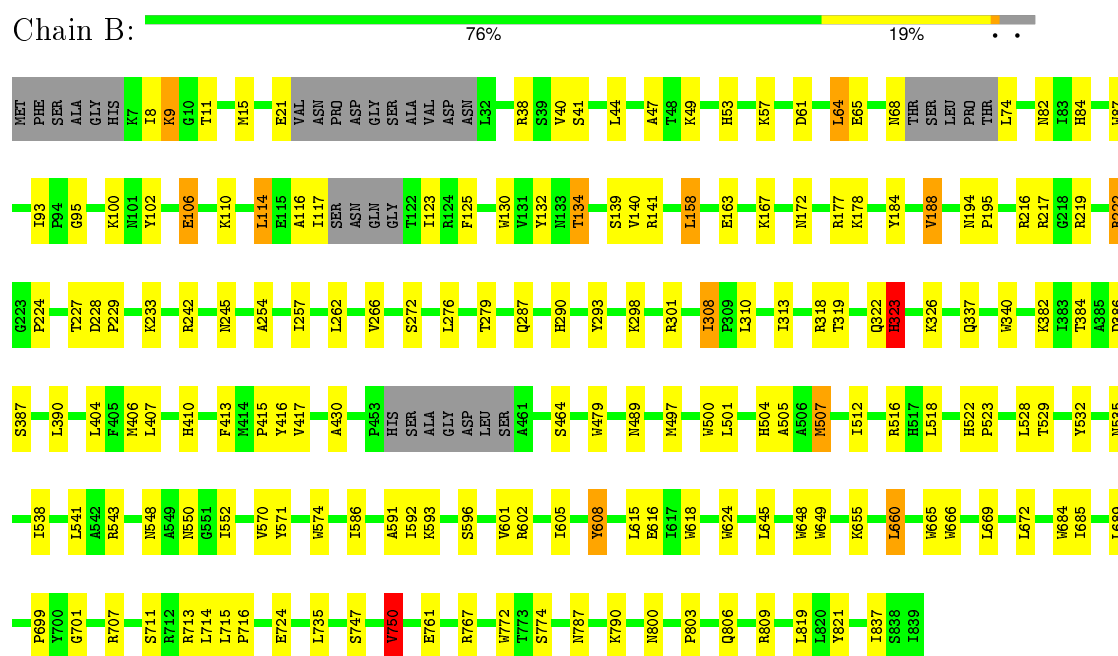 Chain B:
76% 19% • •
MET PHE SER ALA GLY HIS K7 I8 K9 G10 T11 M15 E21 VAL ASN PRO ASP GLY SER ALA VAL ASP ASN L32 R38 S39 V40 S41 L44 A47 T48 K49 H53 K57 D61 L64 E65 N68 THR SER LEU PRO THR L74 N82 I83 H84 W87
I93 P94 G95 K100 N101 Y102 E106 K110 L114 E115 A116 I117 SER ASN GLN GLY T122 I123 R124 F125 W130 V131 Y132 N133 T134 S139 V140 R141 L158 E163 K167 N172 R177 K178 Y184 V188 N194 P195 R216 R217 G218 R219
G223 P224 T227 D228 P229 K233 R242 N245 A254 I257 L262 V266 S272 L276 T279 Q287 H290 Y293 K298 R301 I308 P309 L310 I313 R318 T319 Q322 H323 K326 Q337 W340 K382 I383 T384 A385
S387 L390 L404 F405 M406 L407 H410 F413 M414 P415 Y416 V417 A430 P453 HIS SER ALA GLY ASP LEU SER A461 S464 W479 N489 M497 W500 L501 H504 A505 A506 M507 I512 R516 H517 L518 H522 P523 L528 T529 Y532 N535
I538 L541 A542 R543 N548 A549 N550 G551 I552 V570 Y571 W574 I586 A591 I592 K593 S596 V601 R602 I605 Y608 L615 E616 I617 W618 W624 L645 W648 W649 K655 L660 W665 W666 L669 L672 W684 I685
P699 Y700 G701 R707 S711 R712 R713 L714 L715 P716 E724 L735 S747 V750 E761 R767 W772 T773 S774 N787 K790 N800 P803 Q806 R809 L819 L820 Y821 I837 S838 I839